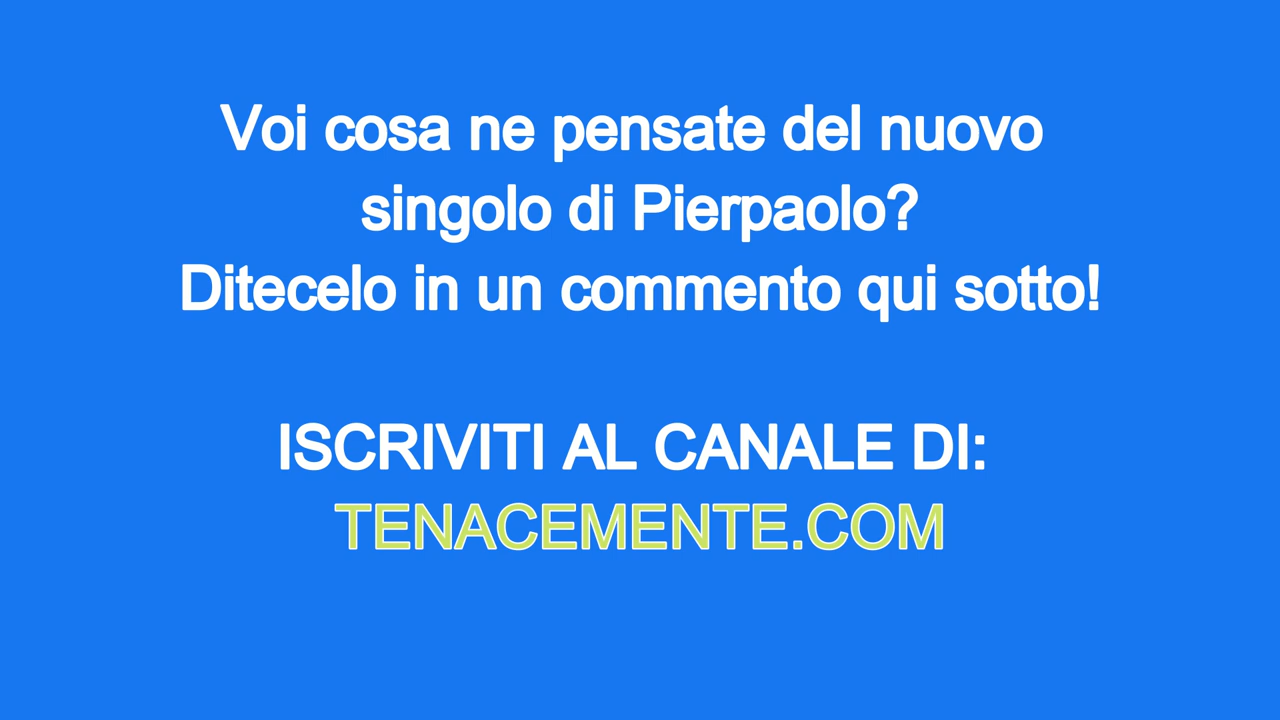 Voi cosa ne pensate del nuovo
singolo di Pierpaolo?
Ditecelo in un commento qui sotto!
ISCRIVITI AL CANALE DI:
TENACEMENTE.COM